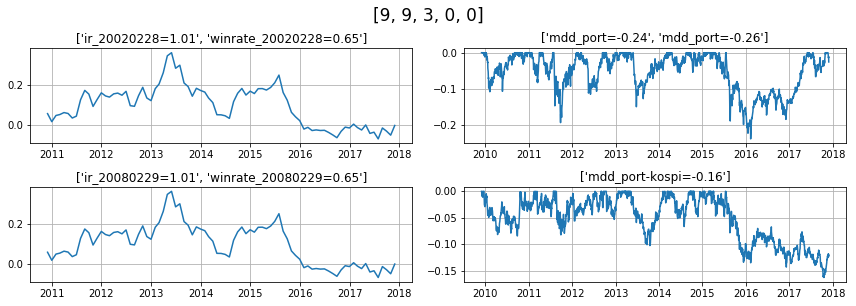 [9, 9, 3, 0, 0]
['ir_20020228=1.01', 'winrate_20020228=0.65']
0.2
0.0
2011 2012 2013 2014 2015 2016 2017 2018
['mdd_port=-0.24', 'mdd_port=-0.26']
0.0
−0.1
−0.2
2010 2011 2012 2013 2014 2015 2016 2017 2018
['ir_20080229=1.01', 'winrate_20080229=0.65']
0.2
0.0
2011 2012 2013 2014 2015 2016 2017 2018
['mdd_port-kospi=-0.16']
0.00
−0.05
−0.10
−0.15
2010 2011 2012 2013 2014 2015 2016 2017 2018